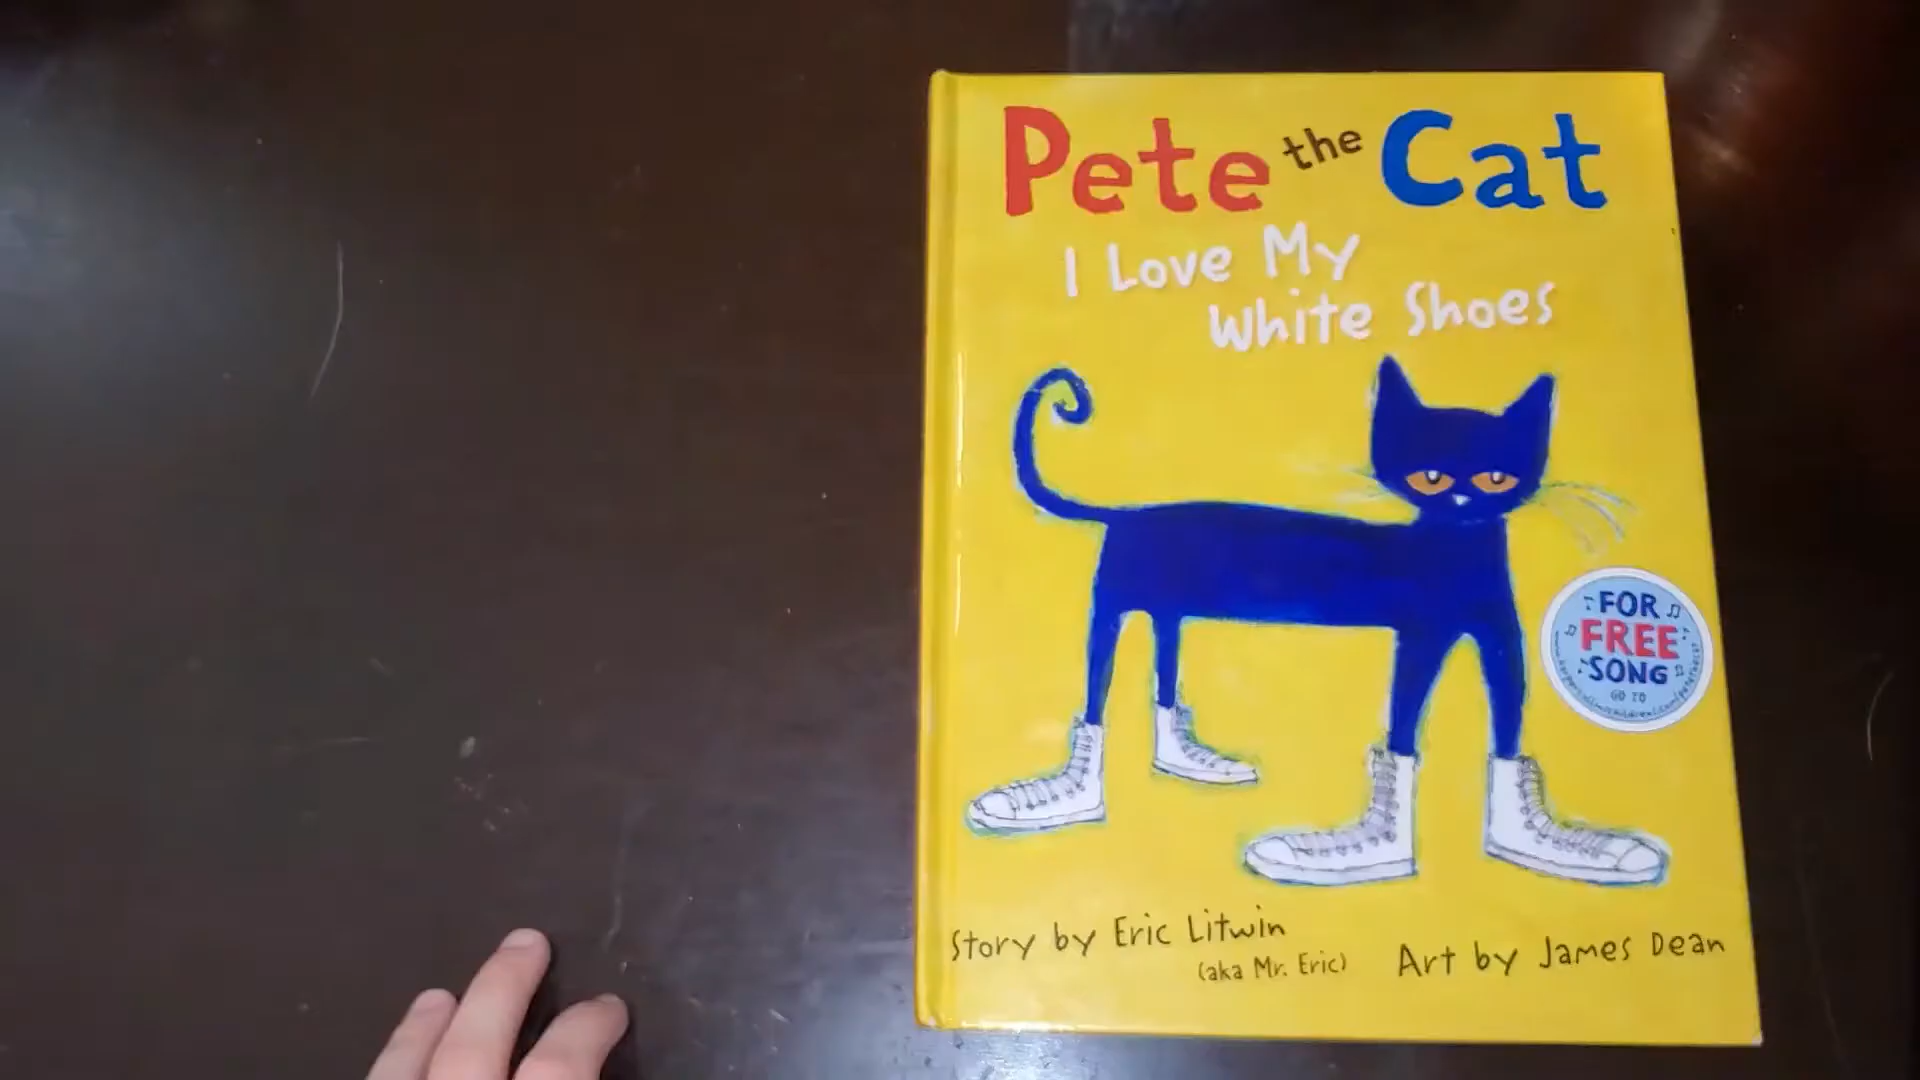 Pete the Cat
I Love My
White Shoes
FOR
FREE
SONG
GO TO
Story by Eric Litwin
(aka Mr. Eric)
Art by James Dean